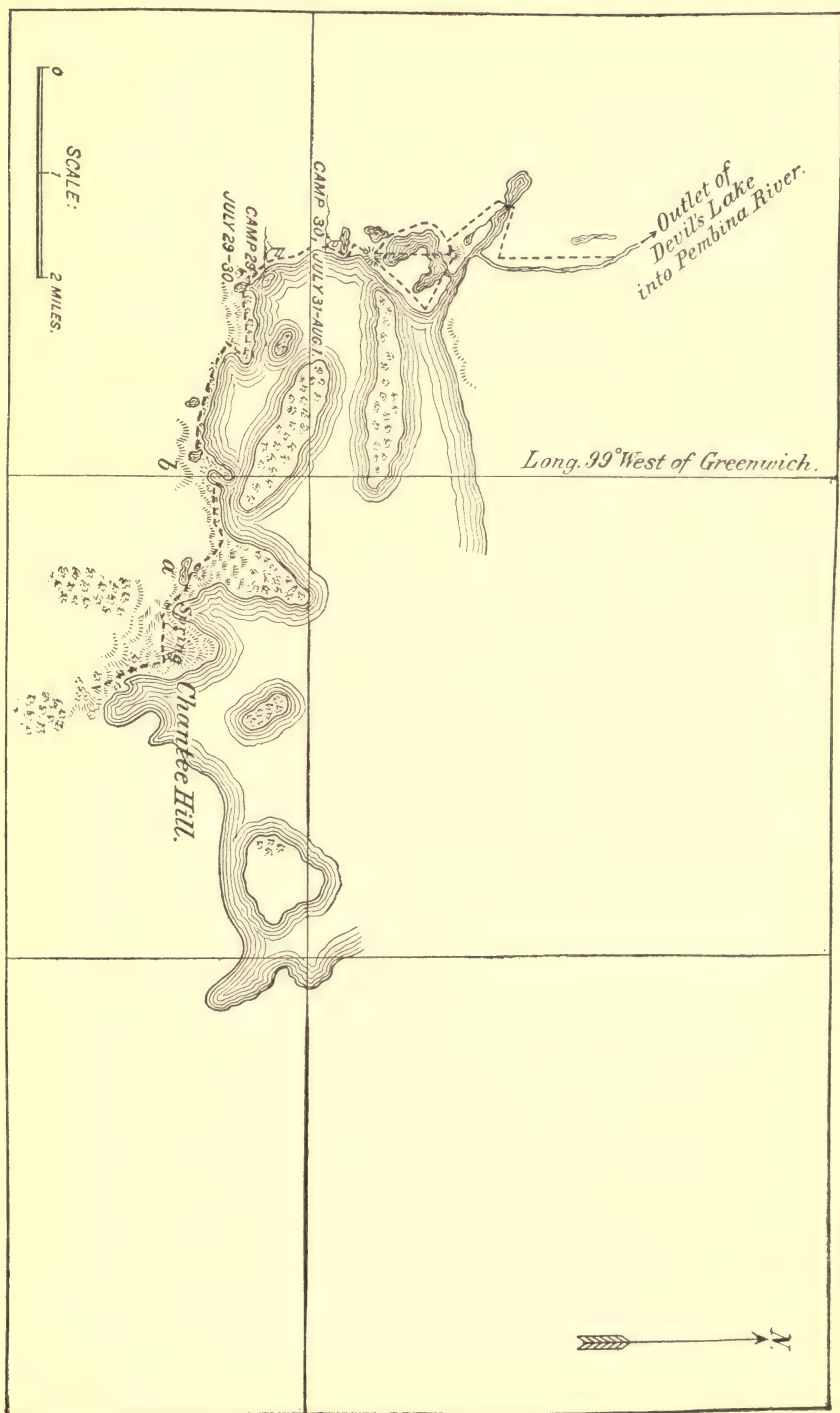 Outlet of
Devil's Lake
into Pembina River.
SCALE:
0 1 2 MILES.
CAMP 30, JULY 31-AUG 1.
CAMP 29
JULY 29-30
Long. 99° West of Greenwich.
b
a
Spring
Chantee Hill.
N.